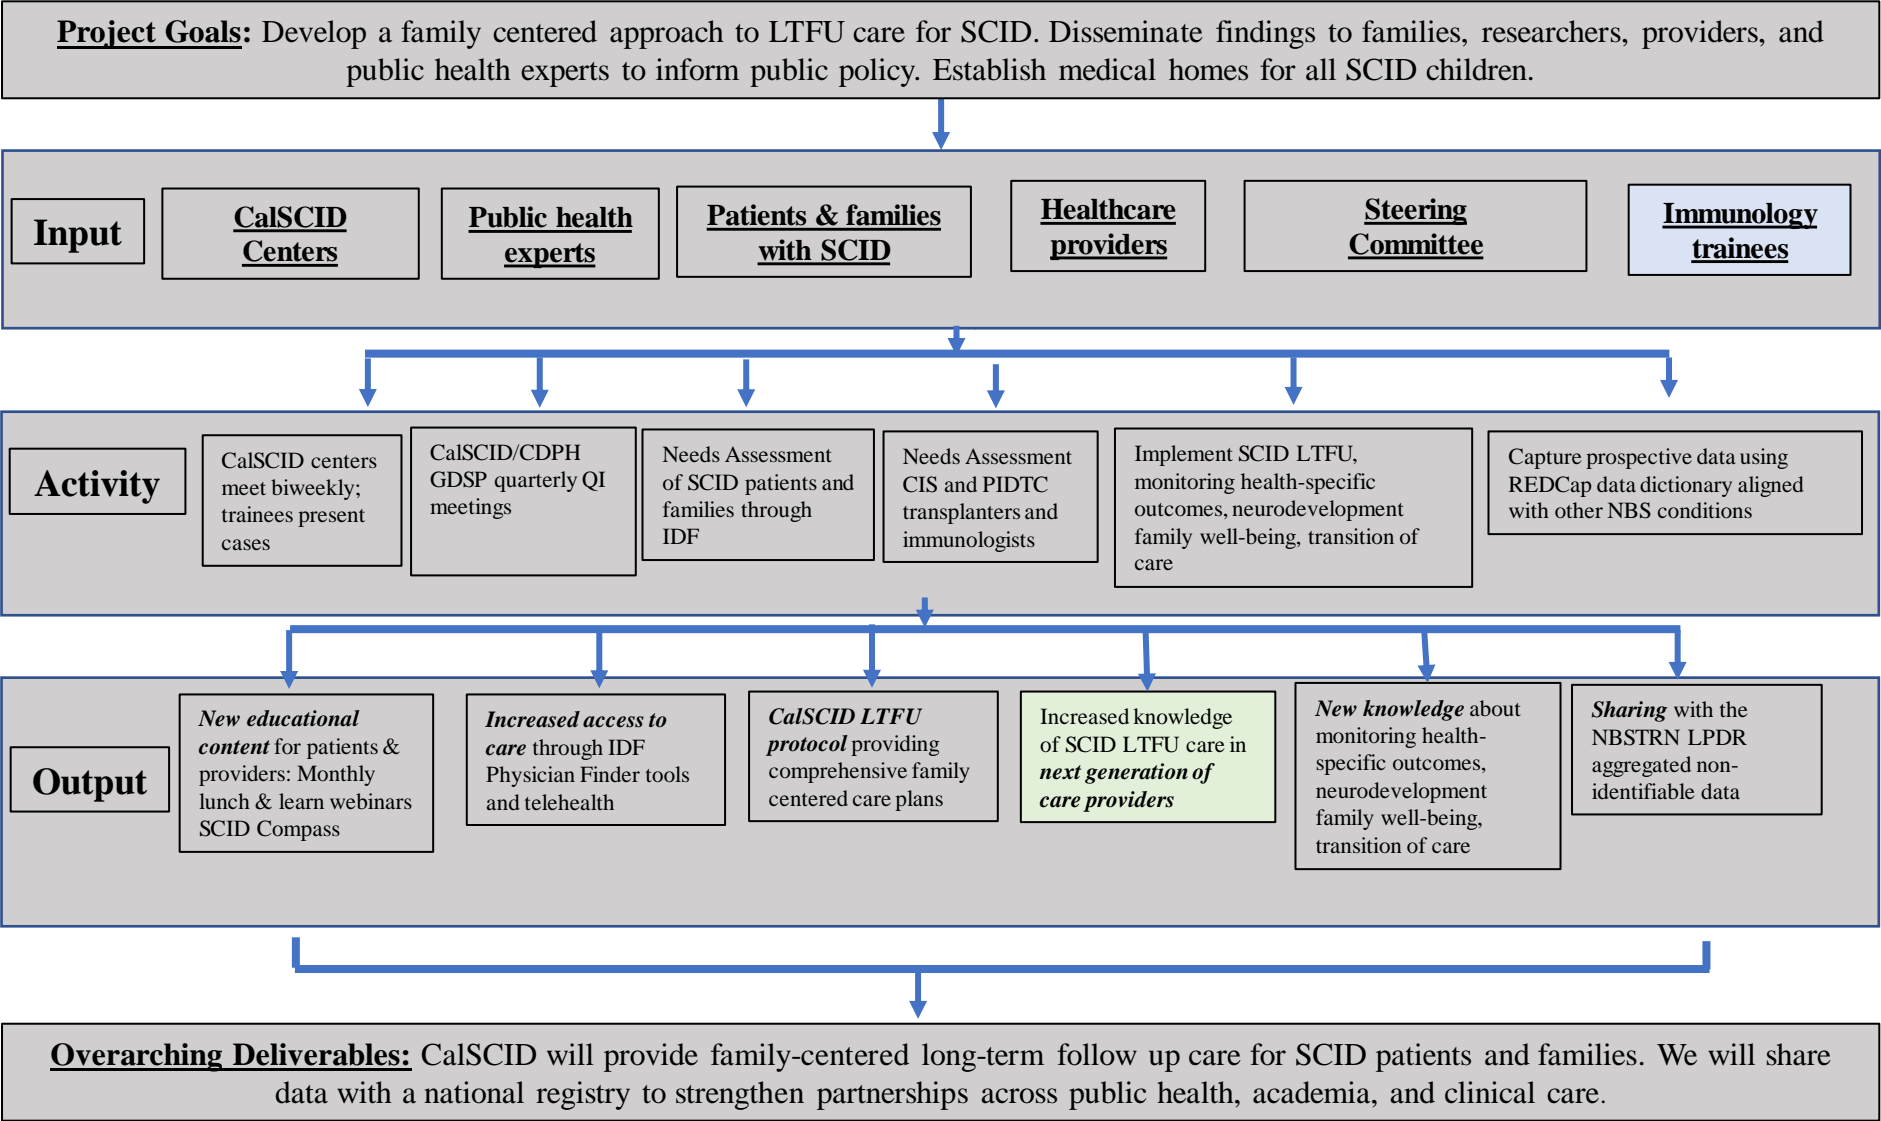 Project Goals: Develop a family centered approach to LTFU care for SCID. Disseminate findings to families, researchers, providers, and
public health experts to inform public policy. Establish medical homes for all SCID children.
Input
CalSCID
Centers
Public health
experts
Patients & families
with SCID
Healthcare
providers
Steering
Committee
Immunology
trainees
Activity
CalSCID centers
meet biweekly;
trainees present
cases
CalSCID/CDPH
GDSP quarterly QI
meetings
Needs Assessment
of SCID patients and
families through
IDF
Needs Assessment
CIS and PIDTC
transplanters and
immunologists
Implement SCID LTFU,
monitoring health-specific
outcomes, neurodevelopment
family well-being, transition of
care
Capture prospective data using
REDCap data dictionary aligned
with other NBS conditions
Output
New educational
content for patients &
providers: Monthly
lunch & learn webinars
SCID Compass
Increased access to
care through IDF
Physician Finder tools
and telehealth
CalSCID LTFU
protocol providing
comprehensive family
centered care plans
Increased knowledge
of SCID LTFU care in
next generation of
care providers
New knowledge about
monitoring health-
specific outcomes,
neurodevelopment
family well-being,
transition of care
Sharing with the
NBSTRN LPDR
aggregated non-
identifiable data
Overarching Deliverables: CalSCID will provide family-centered long-term follow up care for SCID patients and families. We will share
data with a national registry to strengthen partnerships across public health, academia, and clinical care.